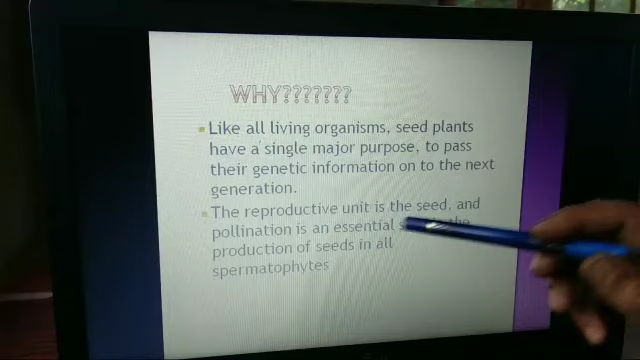 WHY???????
Like all living organisms, seed plants
have a single major purpose, to pass
their genetic information on to the next
generation.
The reproductive unit is the seed, and
pollination is an essential the
production of seeds in all
spermatophytes